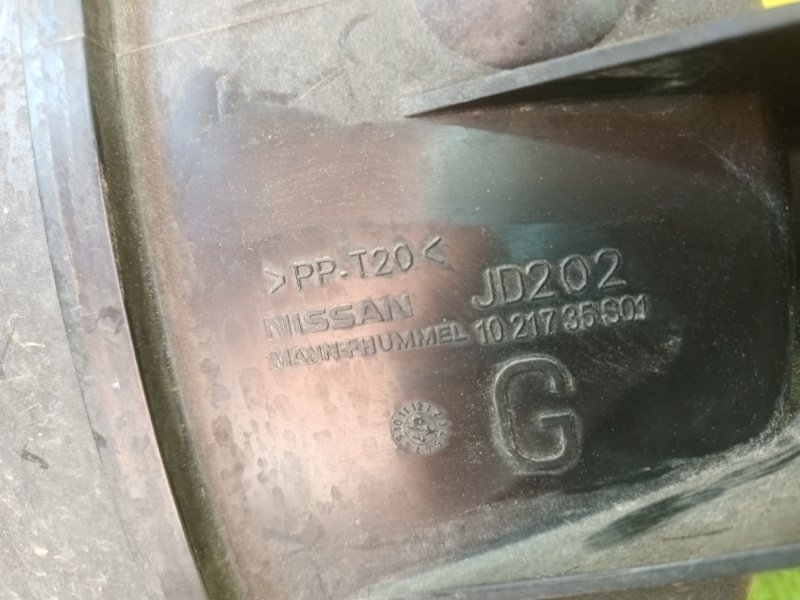 >PP-T20<
JD202
NISSAN
MANN+HUMMEL 10 217 35 S01
G